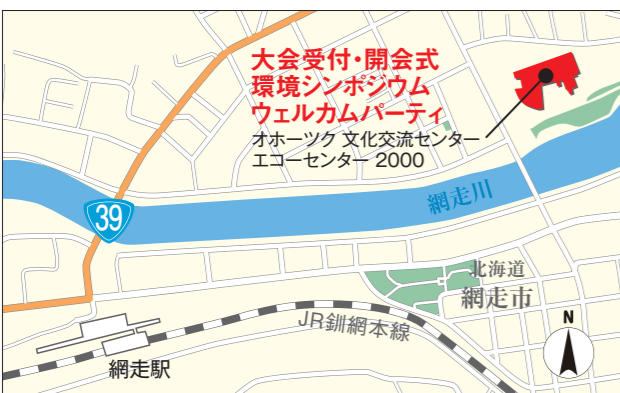 大会受付・開会式
環境シンポジウム
ウェルカムパーティ
オホーツク 文化交流センター
エコーセンター 2000
39
網走川
北海道
網走市
JR釧網本線
網走駅
N